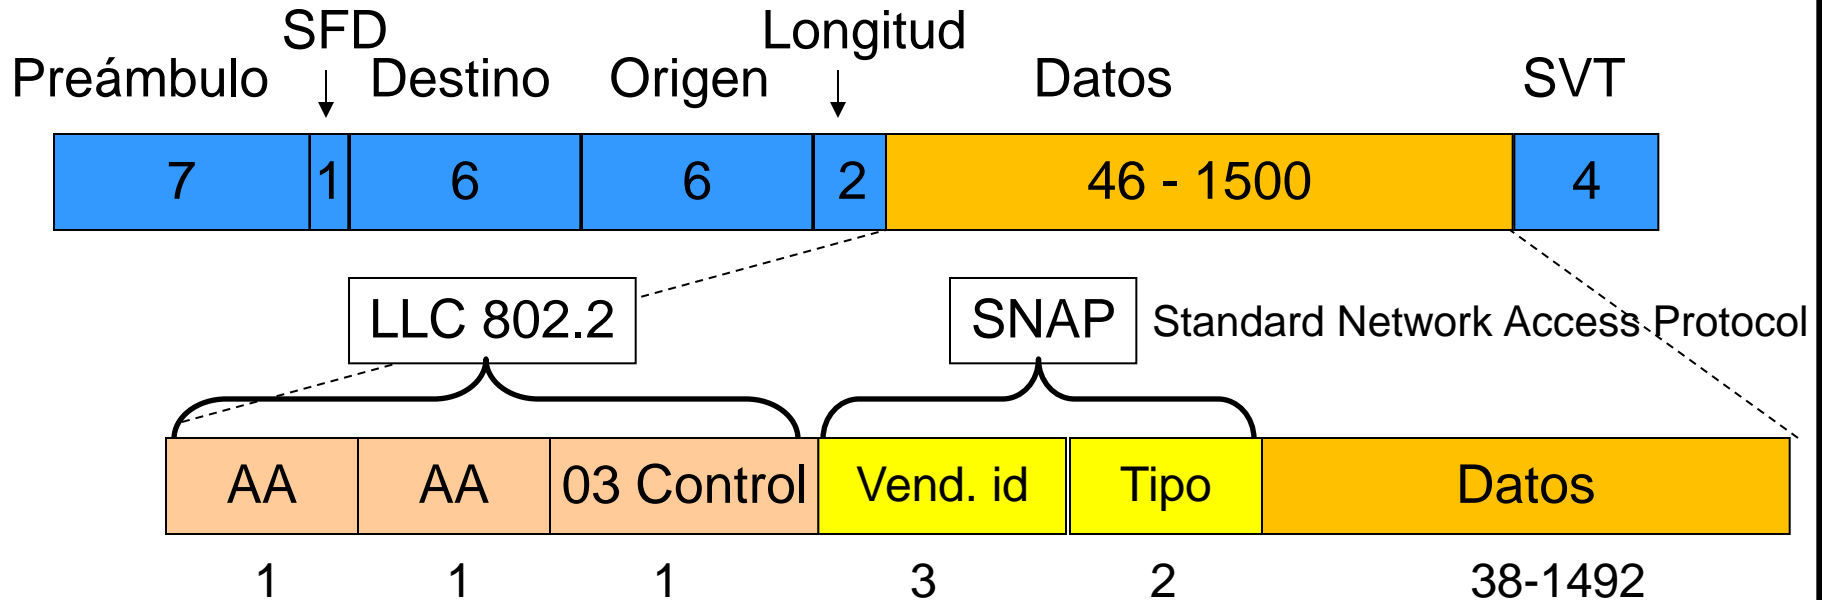 SFD Longitud
Preámbulo Destino Origen Datos SVT
7 1 6 6 2 46 - 1500 4
LLC 802.2 SNAP Standard Network Access Protocol
AA AA 03 Control Vend. id Tipo Datos
1 1 1 3 2 38-1492